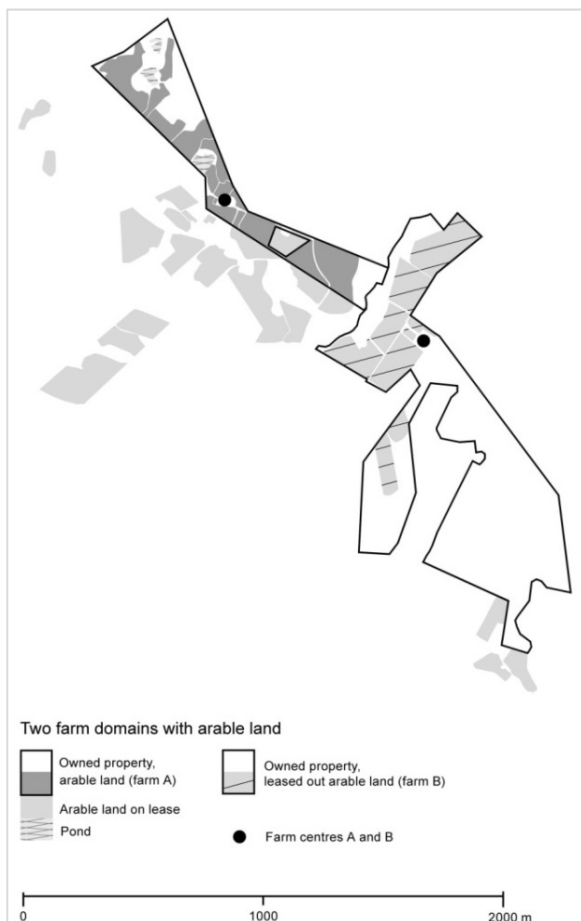 Two farm domains with arable land
Owned property,
arable land (farm A)
Owned property,
leased out arable land (farm B)
Arable land on lease
Pond
Farm centres A and B
0
1000
2000 m